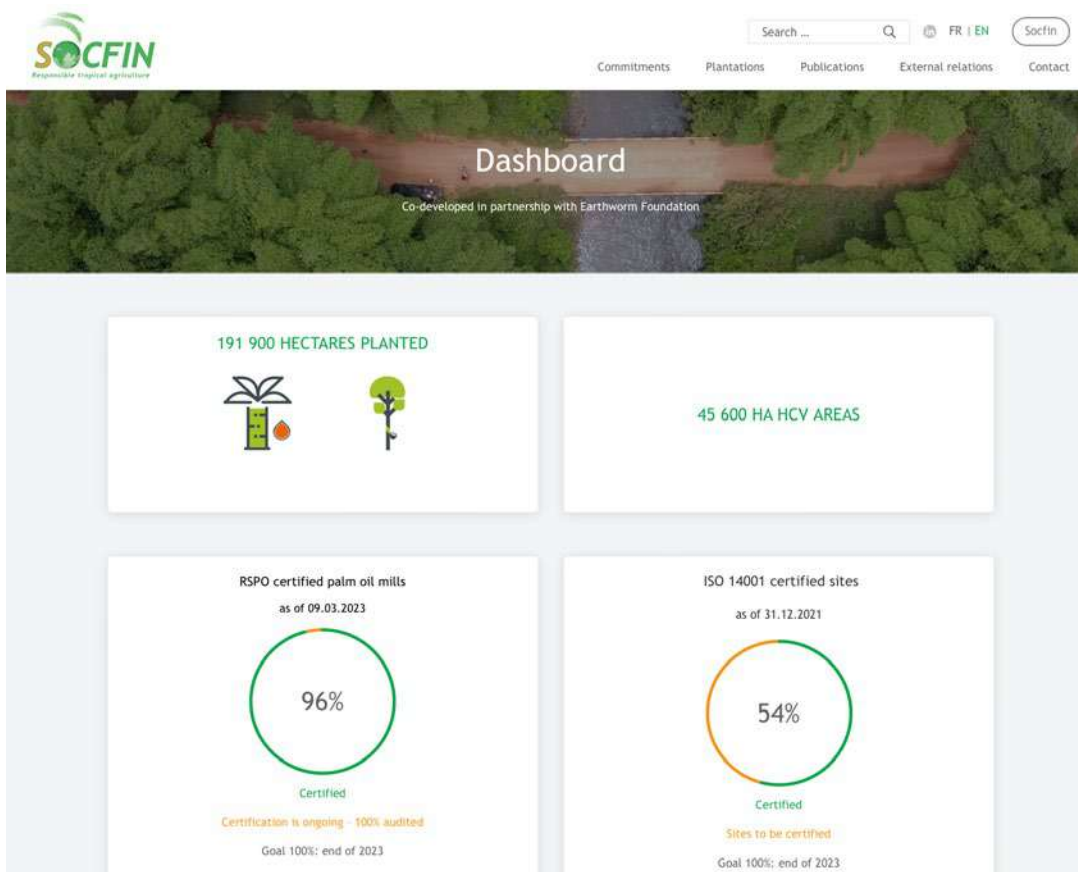 SOCFIN
Responsible tropical agriculture
Search ...
FR | EN
Socfin
Commitments
Plantations
Publications
External relations
Contact
Dashboard
Co-developed in partnership with Earthworm Foundation
191 900 HECTARES PLANTED
45 600 HA HCV AREAS
RSPO certified palm oil mills
as of 09.03.2023
96%
Certified
Certification is ongoing - 100% audited
Goal 100%: end of 2023
ISO 14001 certified sites
as of 31.12.2021
54%
Certified
Sites to be certified
Goal 100%: end of 2023